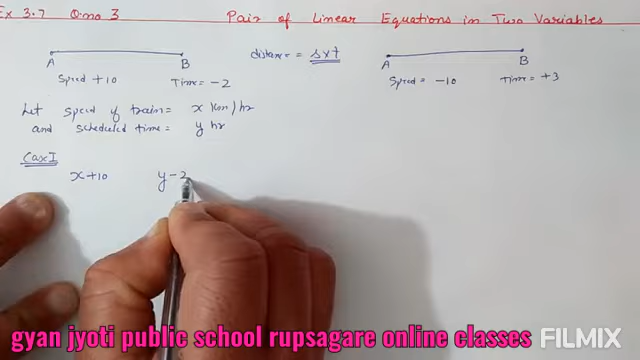 Ex 3.7 Q.no 3 Pair of Linear Equations in Two Variables
A B distance = s x t A B
Speed +10 Time = -2 Speed = -10 Time = +3
Let speed of train = x km/hr
and scheduled time = y hr
Case I
x+10 y-2
gyan jyoti public school rupsagare online classes FILMIX